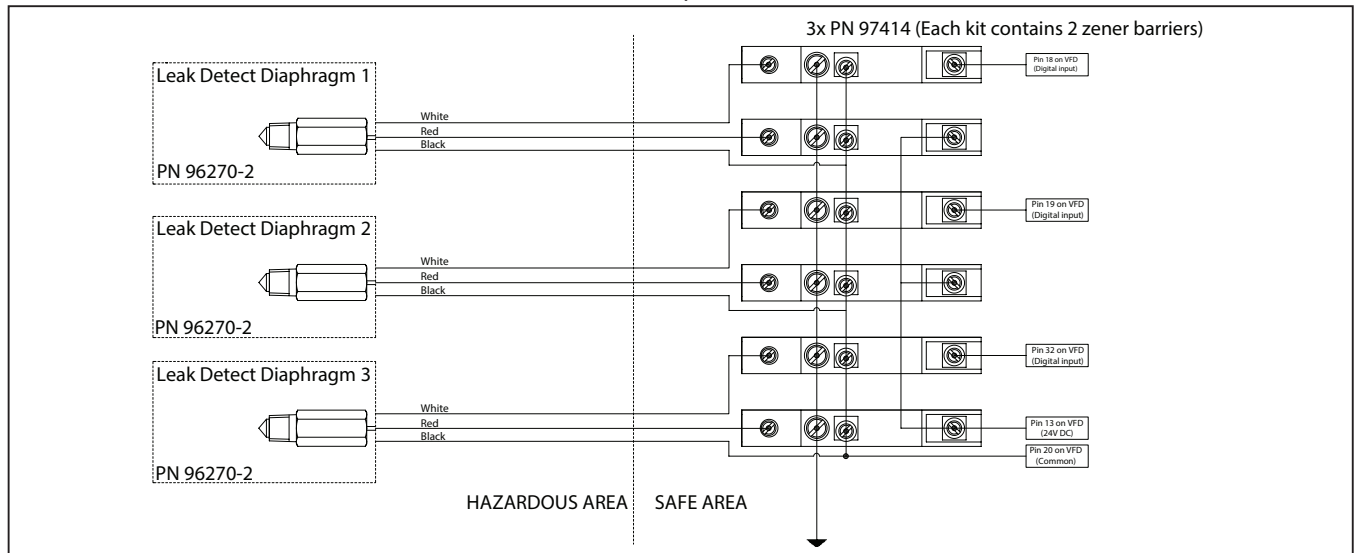 3x PN 97414 (Each kit contains 2 zener barriers)
Leak Detect Diaphragm 1
White
Red
Black
PN 96270-2
Pin 18 on VFD
(Digital input)
Leak Detect Diaphragm 2
White
Red
Black
PN 96270-2
Pin 19 on VFD
(Digital input)
Leak Detect Diaphragm 3
White
Red
Black
PN 96270-2
Pin 32 on VFD
(Digital input)
Pin 13 on VFD
(24V DC)
Pin 20 on VFD
(Common)
HAZARDOUS AREA
SAFE AREA